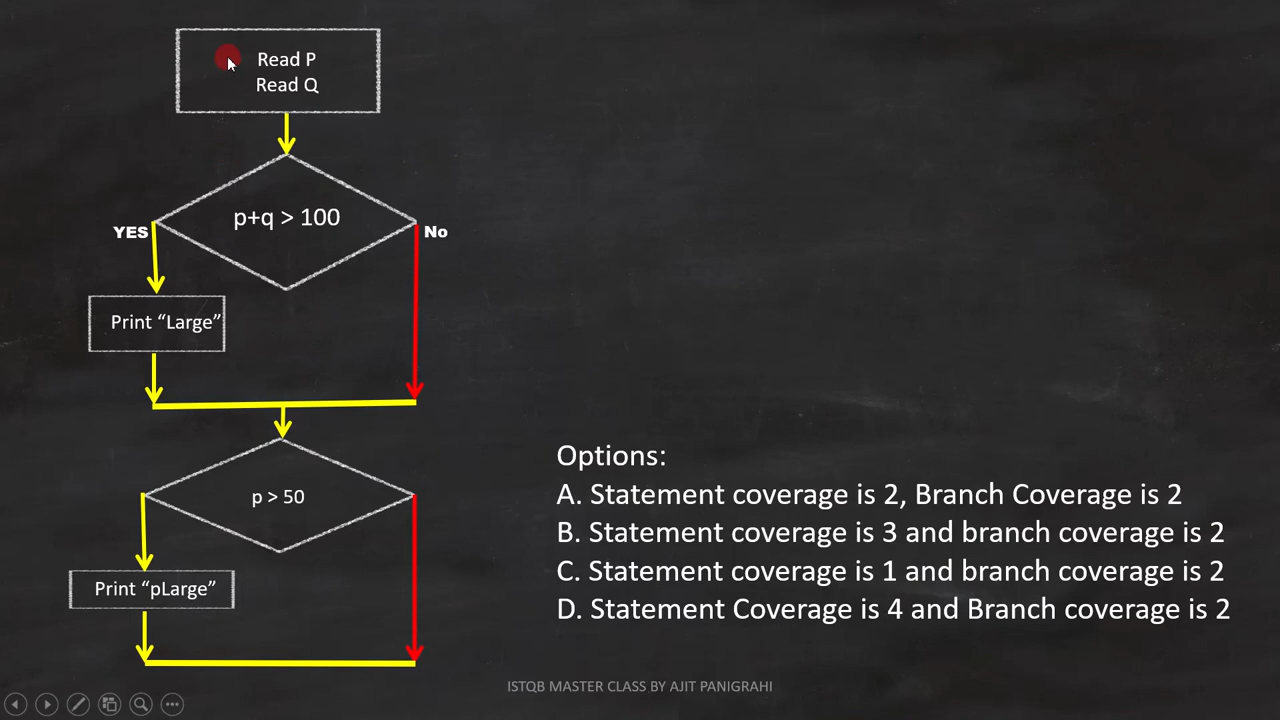 Read P
Read Q
p+q > 100
YES
No
Print “Large”
p > 50
Print “pLarge”
Options:
A. Statement coverage is 2, Branch Coverage is 2
B. Statement coverage is 3 and branch coverage is 2
C. Statement coverage is 1 and branch coverage is 2
D. Statement Coverage is 4 and Branch coverage is 2
ISTQB MASTER CLASS BY AJIT PANIGRAHI